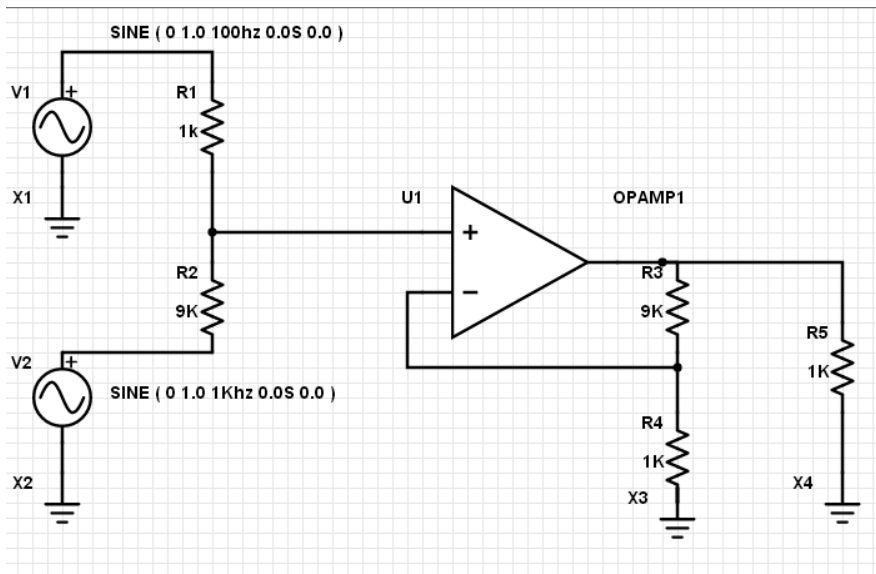 SINE ( 0 1.0 100hz 0.0S 0.0 )
V1
+
R1
1k
X1
U1
OPAMP1
+
−
R2
9K
R3
9K
V2
+
SINE ( 0 1.0 1Khz 0.0S 0.0 )
R5
1K
R4
1K
X2
X3
X4